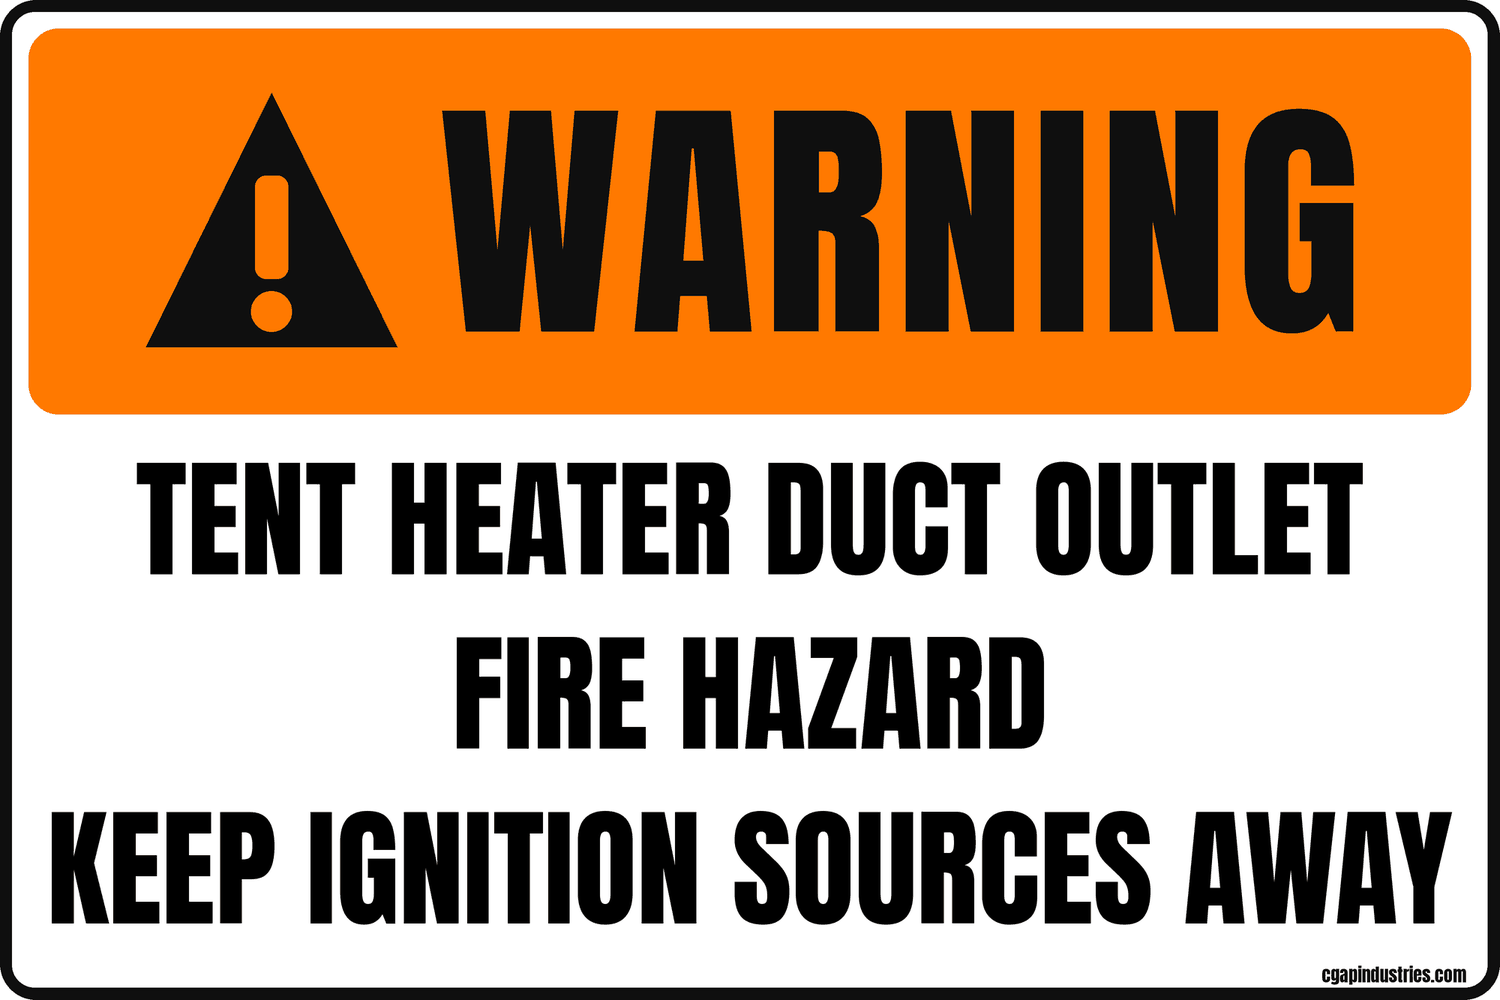 WARNING
TENT HEATER DUCT OUTLET
FIRE HAZARD
KEEP IGNITION SOURCES AWAY
cgapindustries.com